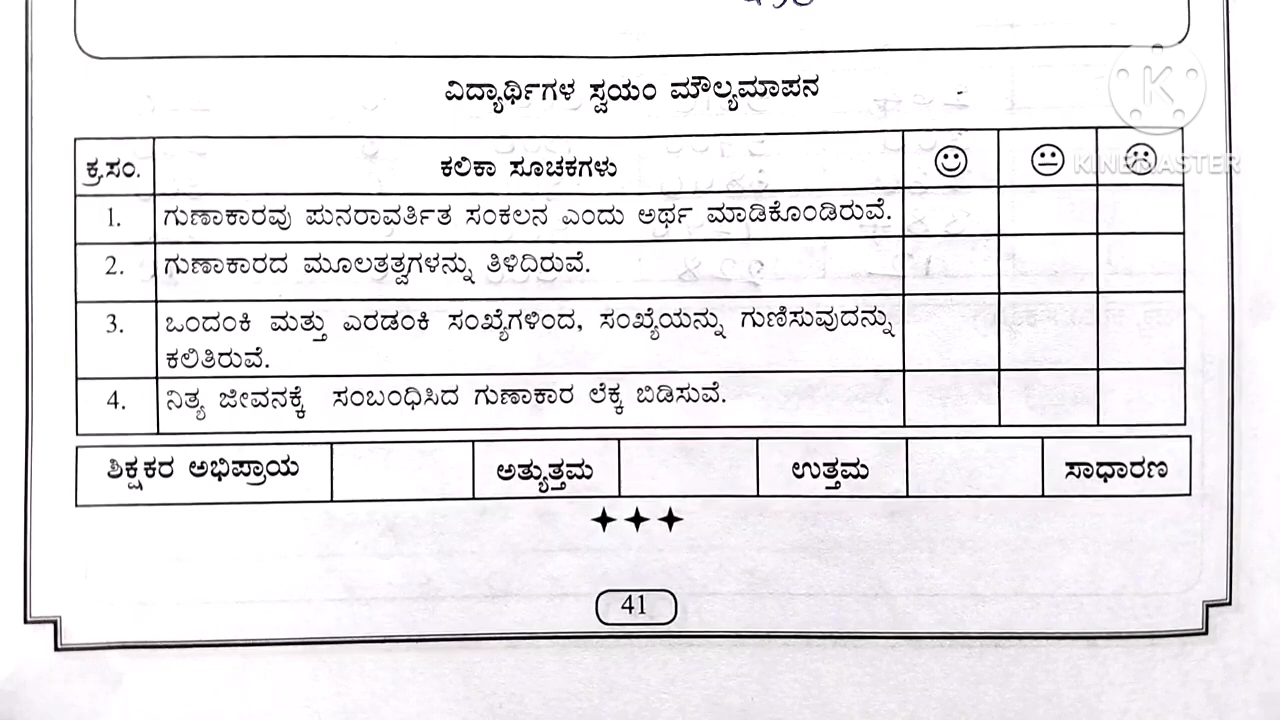 ವಿದ್ಯಾರ್ಥಿಗಳ ಸ್ವಯಂ ಮೌಲ್ಯಮಾಪನ
ಕ್ರ.ಸಂ. ಕಲಿಕಾ ಸೂಚಕಗಳು
KINEMASTER
1. ಗುಣಾಕಾರವು ಪುನರಾವರ್ತಿತ ಸಂಕಲನ ಎಂದು ಅರ್ಥ ಮಾಡಿಕೊಂಡಿರುವೆ.
2. ಗುಣಾಕಾರದ ಮೂಲತತ್ವಗಳನ್ನು ತಿಳಿದಿರುವೆ.
3. ಒಂದಂಕಿ ಮತ್ತು ಎರಡಂಕಿ ಸಂಖ್ಯೆಗಳಿಂದ, ಸಂಖ್ಯೆಯನ್ನು ಗುಣಿಸುವುದನ್ನು
ಕಲಿತಿರುವೆ.
4. ನಿತ್ಯ ಜೀವನಕ್ಕೆ ಸಂಬಂಧಿಸಿದ ಗುಣಾಕಾರ ಲೆಕ್ಕ ಬಿಡಿಸುವೆ.
ಶಿಕ್ಷಕರ ಅಭಿಪ್ರಾಯ ಅತ್ಯುತ್ತಮ ಉತ್ತಮ ಸಾಧಾರಣ
41